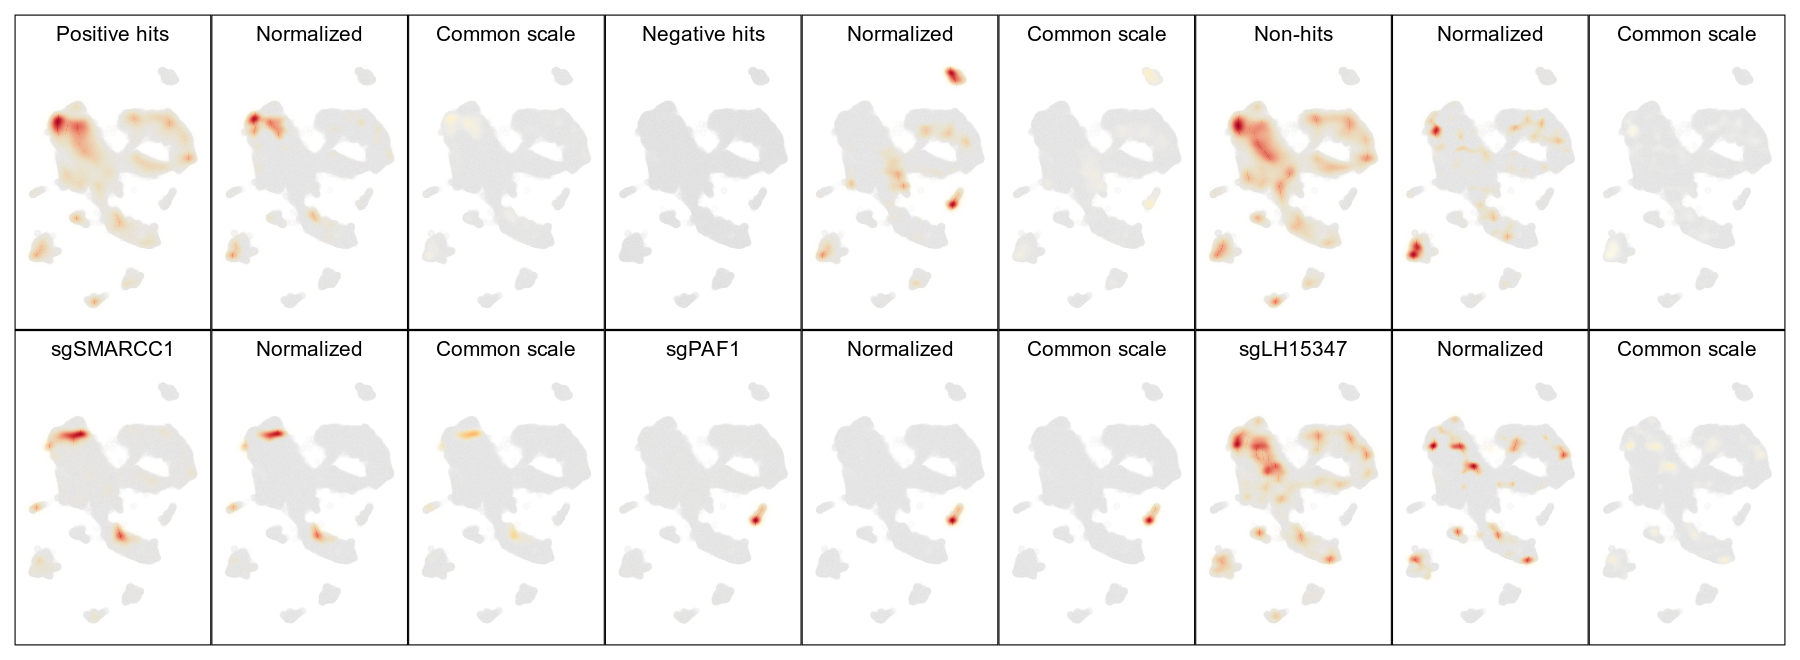 Positive hits Normalized Common scale Negative hits Normalized Common scale Non-hits Normalized Common scale
sgSMARCC1 Normalized Common scale sgPAF1 Normalized Common scale sgLH15347 Normalized Common scale